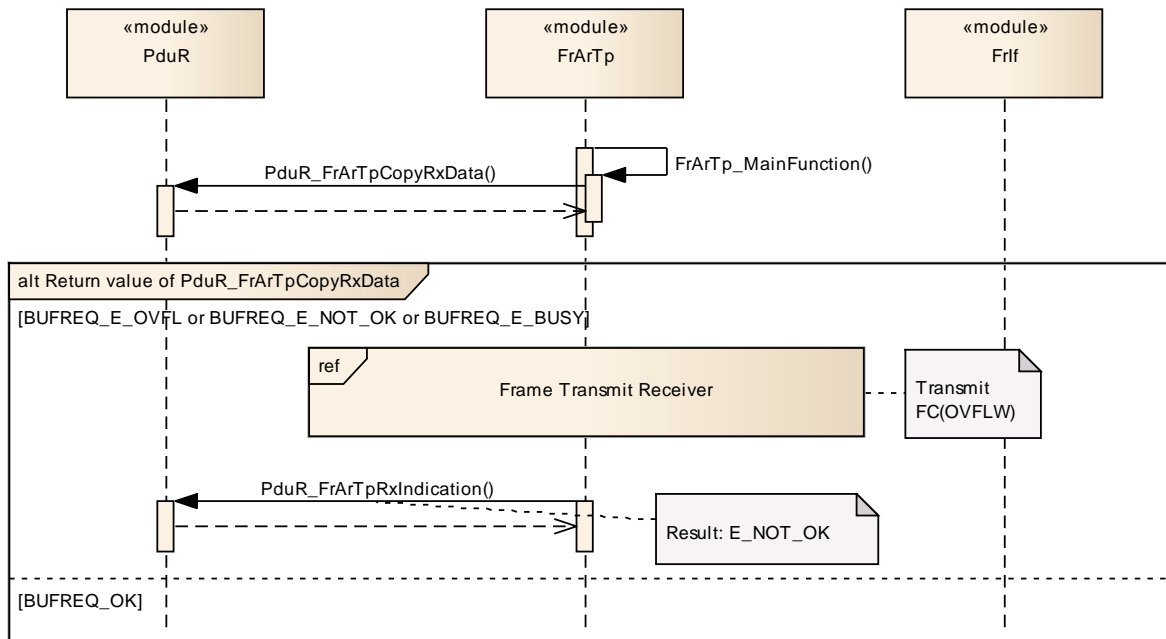 «module»
PduR
«module»
FrArTp
«module»
FrIf
FrArTp_MainFunction()
PduR_FrArTpCopyRxData()
alt Return value of PduR_FrArTpCopyRxData
[BUFREQ_E_OVFL or BUFREQ_E_NOT_OK or BUFREQ_E_BUSY]
ref
Frame Transmit Receiver
Transmit
FC(OVFLW)
PduR_FrArTpRxIndication()
Result: E_NOT_OK
[BUFREQ_OK]